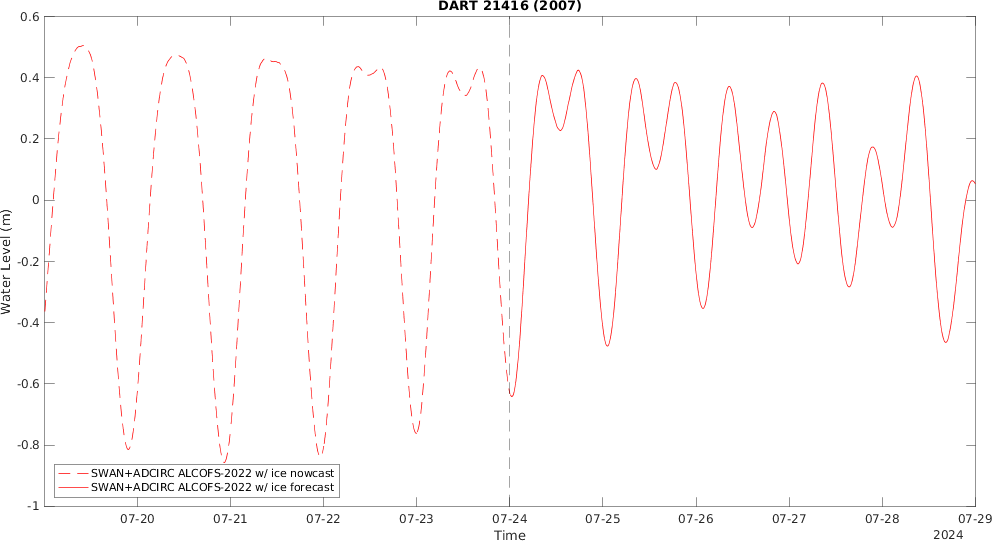 DART 21416 (2007)
0.6
0.4
0.2
0
-0.2
-0.4
-0.6
-0.8
-1
Water Level (m)
SWAN+ADCIRC ALCOFS-2022 w/ ice nowcast
SWAN+ADCIRC ALCOFS-2022 w/ ice forecast
07-20 07-21 07-22 07-23 07-24 07-25 07-26 07-27 07-28 07-29
Time
2024